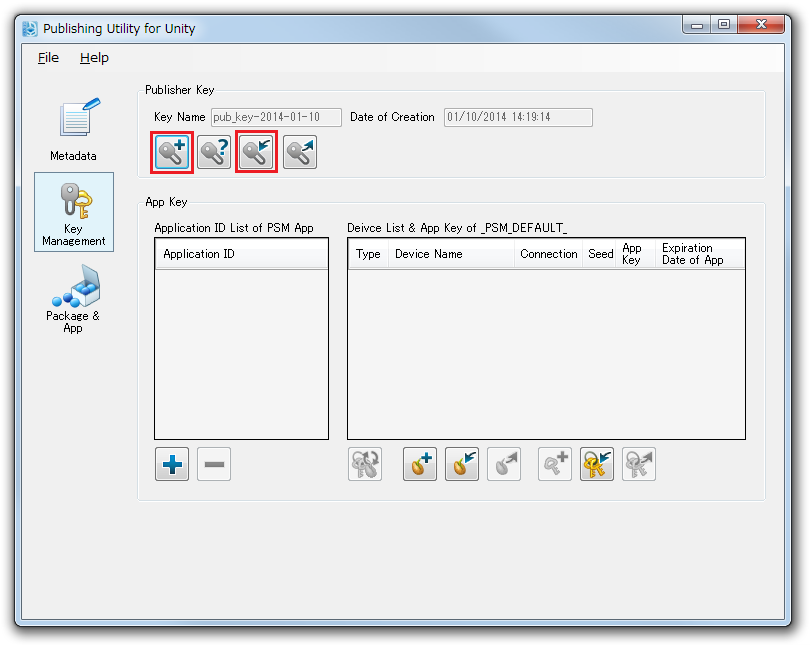 Publishing Utility for Unity
File Help
Publisher Key
Key Name pub_key-2014-01-10 Date of Creation 01/10/2014 14:19:14
Metadata
Key
Management
Package &
App
App Key
Application ID List of PSM App
Application ID
Deivce List & App Key of _PSM_DEFAULT_
Type Device Name Connection Seed App
Key Expiration
Date of App